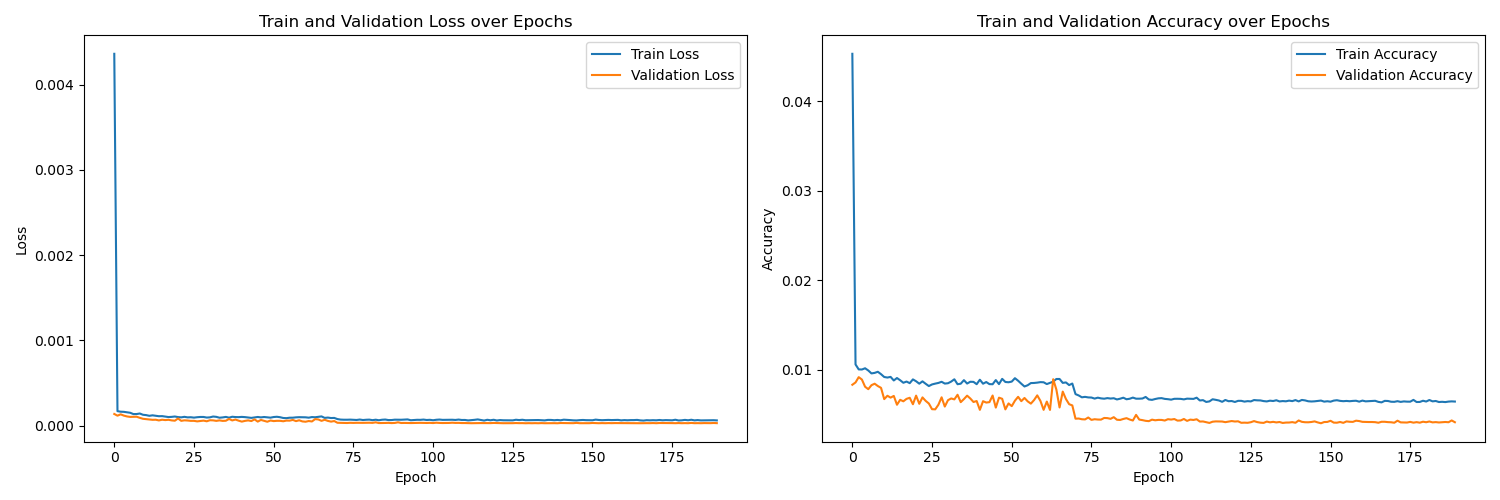 Train and Validation Loss over Epochs
Train Loss
Validation Loss
0.004
0.003
0.002
0.001
0.000
Loss
0 25 50 75 100 125 150 175
Epoch
Train and Validation Accuracy over Epochs
Train Accuracy
Validation Accuracy
0.04
0.03
0.02
0.01
Accuracy
0 25 50 75 100 125 150 175
Epoch